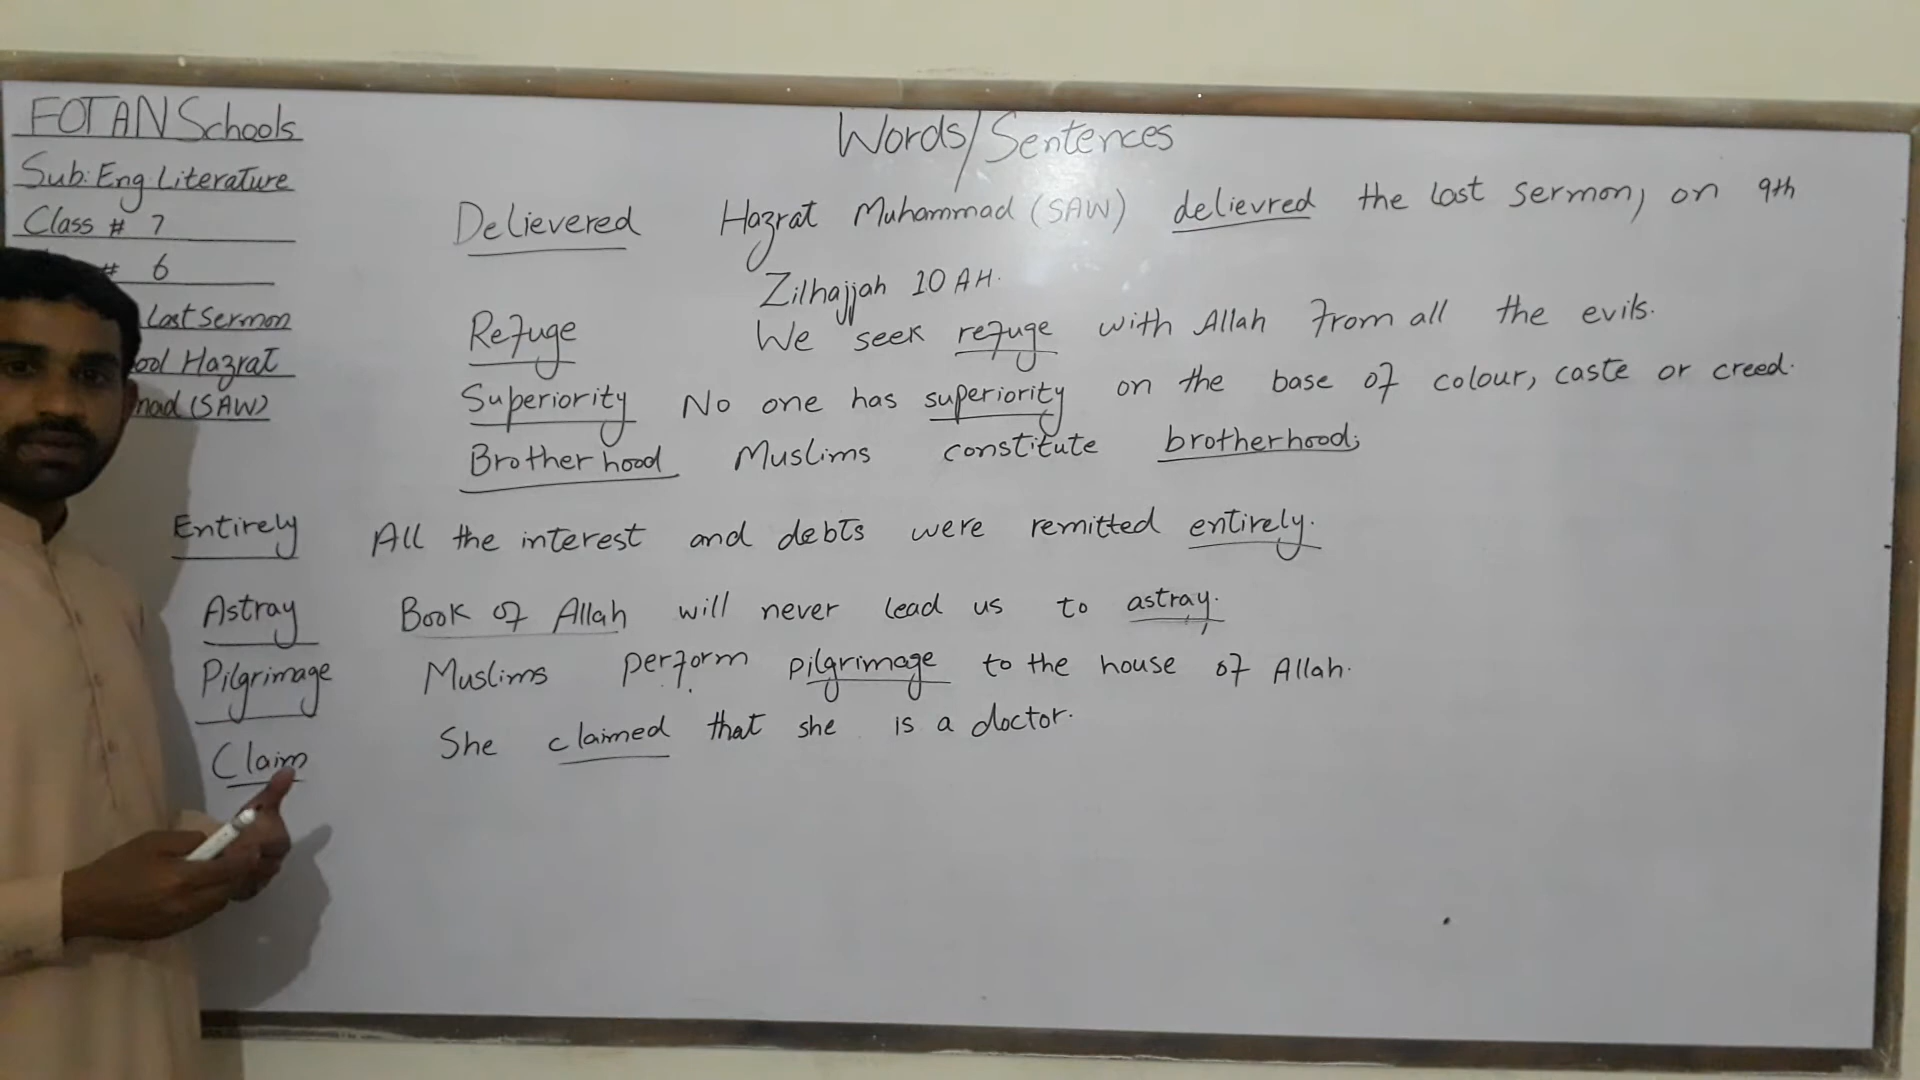 FOTAN Schools
Sub: Eng Literature
Class # 7
# 6
Last Sermon
ool Hazrat
mad (SAW)
Words/Sentences
Delievered Hazrat Muhammad (SAW) delievred the last sermon, on 9th
Zilhajjah 10 AH.
Refuge We seek refuge with Allah from all the evils.
Superiority No one has superiority on the base of colour, caste or creed.
Brotherhood Muslims constitute brotherhood;
Entirely All the interest and debts were remitted entirely.
Astray Book of Allah will never lead us to astray.
Pilgrimage Muslims perform pilgrimage to the house of Allah.
Claim She claimed that she is a doctor.